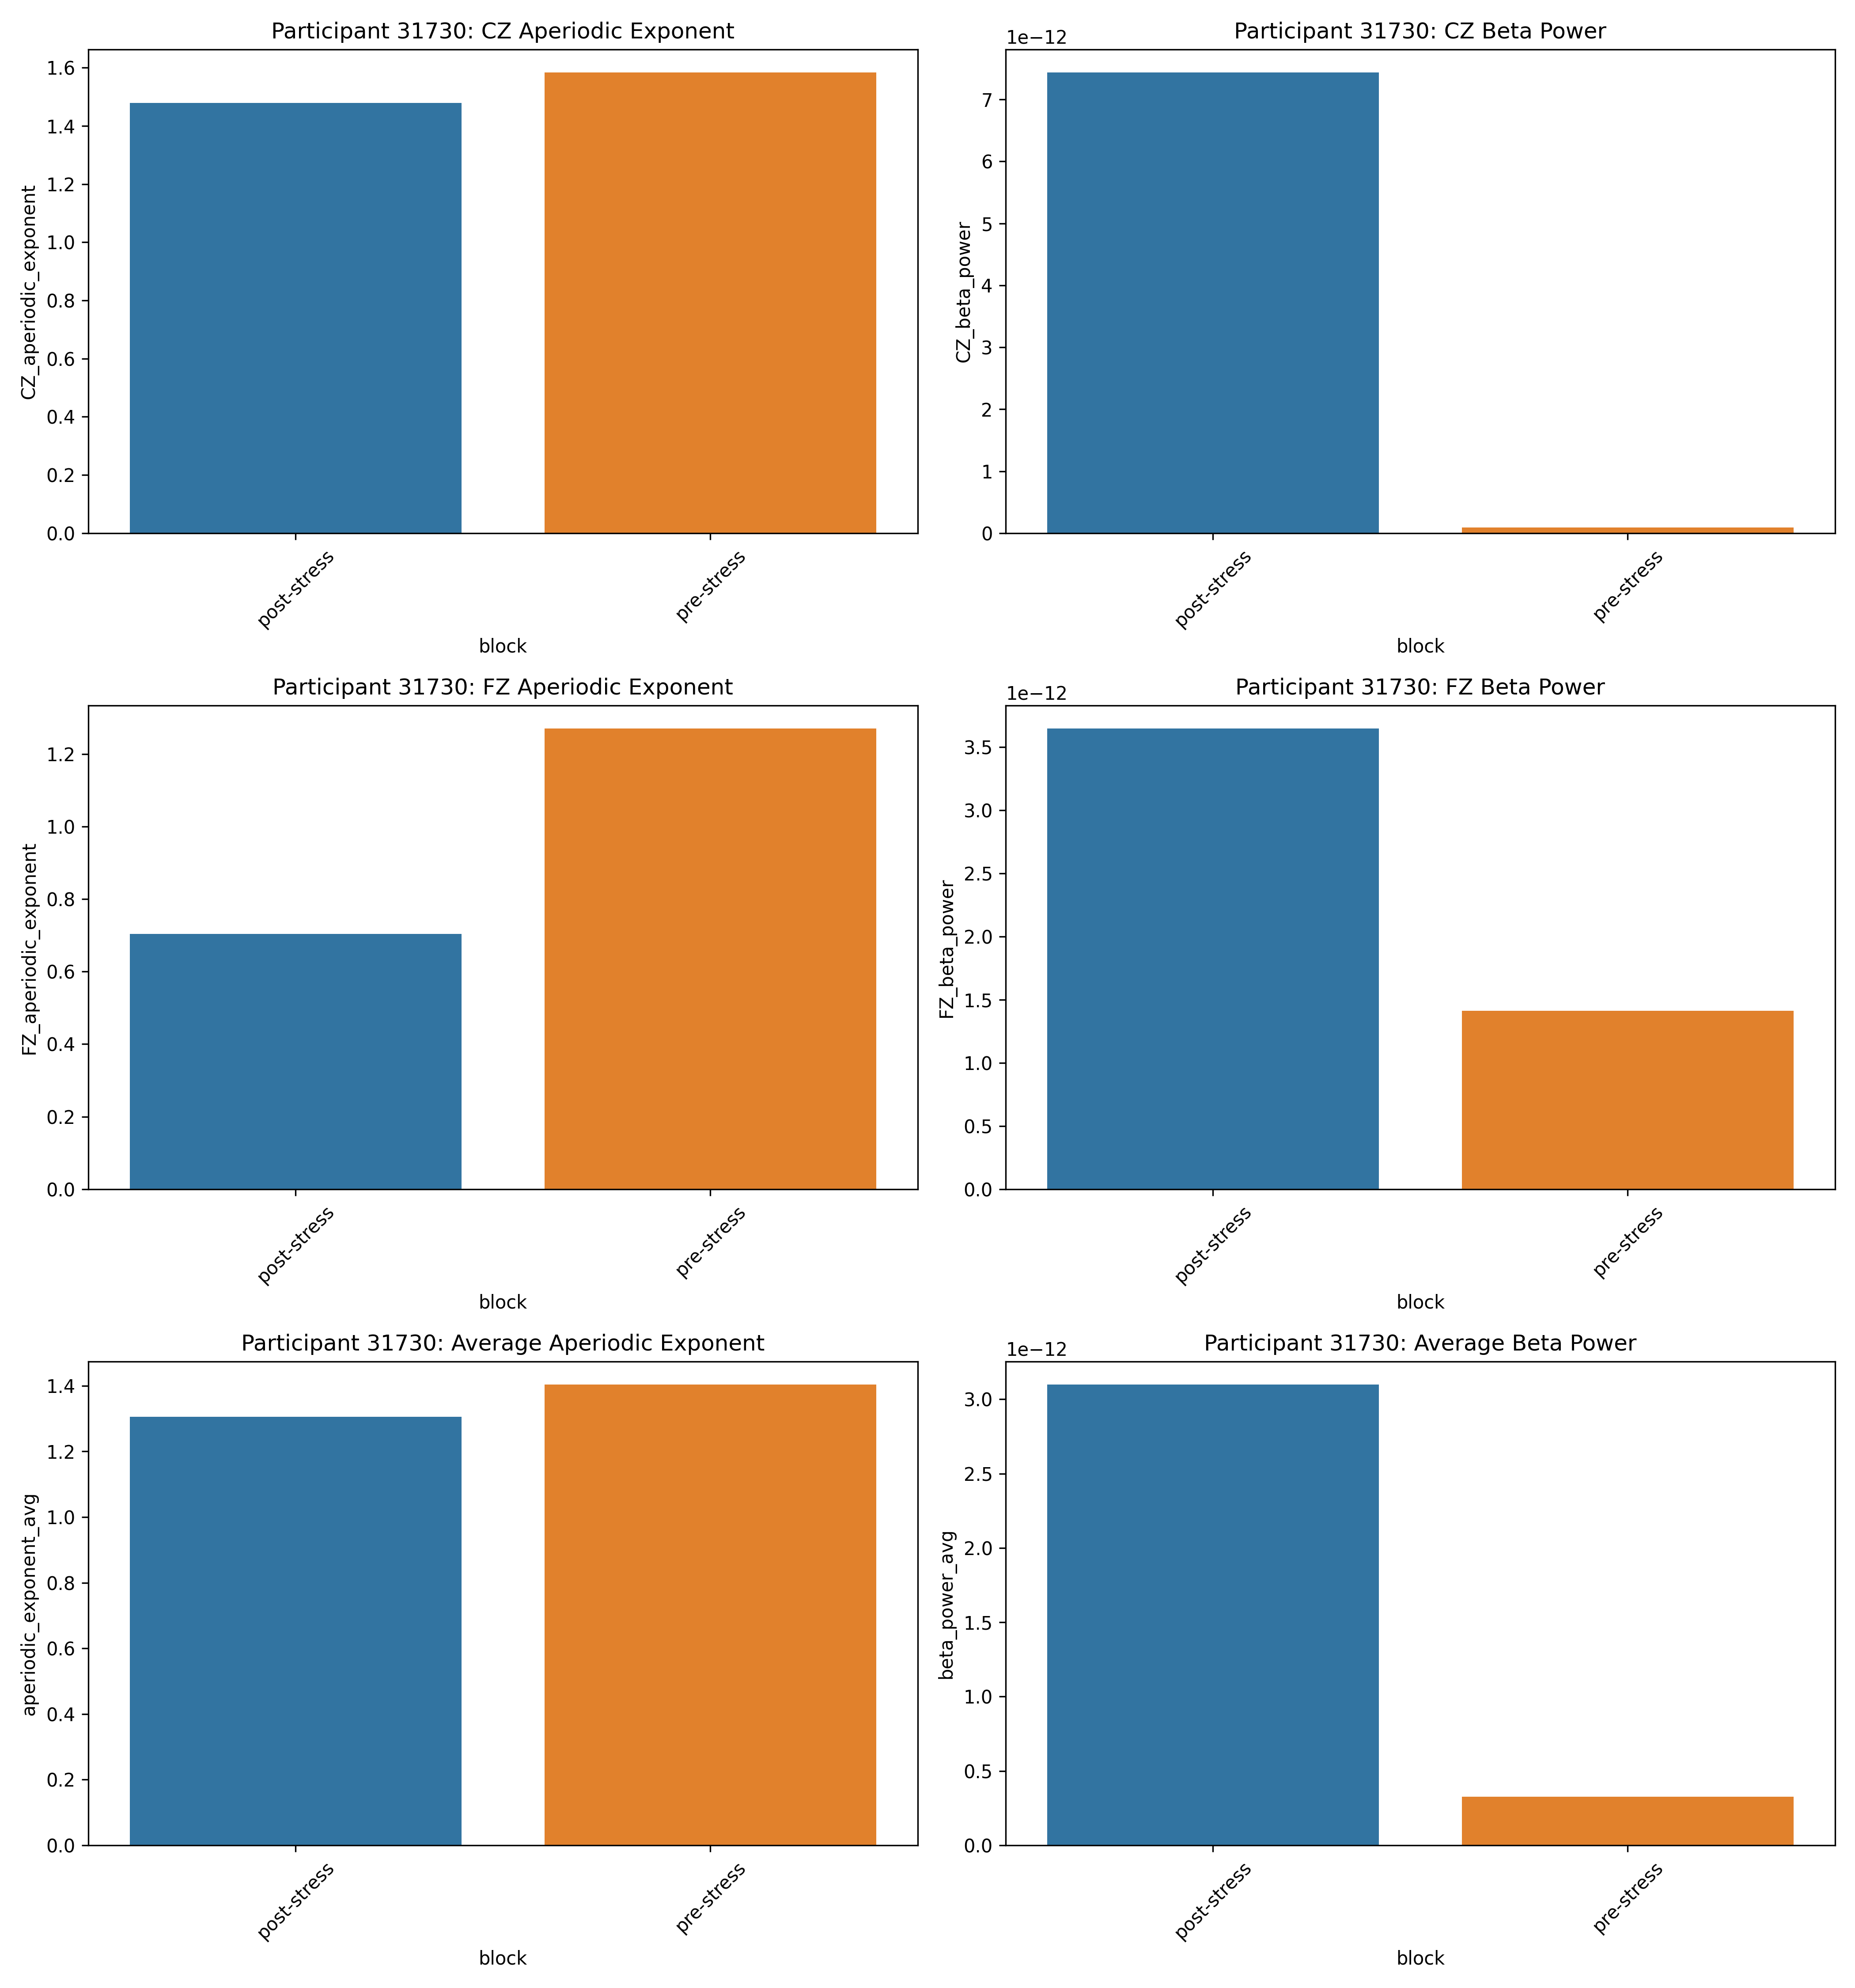 Participant 31730: CZ Aperiodic Exponent
CZ_aperiodic_exponent
1.6
1.4
1.2
1.0
0.8
0.6
0.4
0.2
0.0
post-stress
pre-stress
block
Participant 31730: CZ Beta Power
1e−12
CZ_beta_power
7
6
5
4
3
2
1
0
post-stress
pre-stress
block
Participant 31730: FZ Aperiodic Exponent
FZ_aperiodic_exponent
1.2
1.0
0.8
0.6
0.4
0.2
0.0
post-stress
pre-stress
block
Participant 31730: FZ Beta Power
1e−12
FZ_beta_power
3.5
3.0
2.5
2.0
1.5
1.0
0.5
0.0
post-stress
pre-stress
block
Participant 31730: Average Aperiodic Exponent
aperiodic_exponent_avg
1.4
1.2
1.0
0.8
0.6
0.4
0.2
0.0
post-stress
pre-stress
block
Participant 31730: Average Beta Power
1e−12
beta_power_avg
3.0
2.5
2.0
1.5
1.0
0.5
0.0
post-stress
pre-stress
block